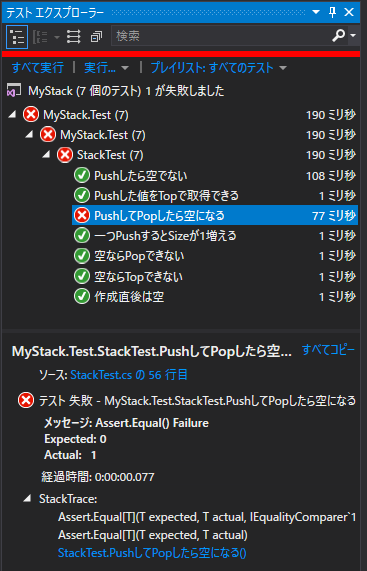 テスト エクスプローラー
検索
すべて実行 | 実行... | プレイリスト: すべてのテスト
MyStack (7 個のテスト) 1 が失敗しました
MyStack.Test (7) 190 ミリ秒
MyStack.Test (7) 190 ミリ秒
StackTest (7) 190 ミリ秒
Pushしたら空でない 108 ミリ秒
Pushした値をTopで取得できる 1 ミリ秒
PushしてPopしたら空になる 77 ミリ秒
一つPushするとSizeが1増える 1 ミリ秒
空ならPopできない 1 ミリ秒
空ならTopできない 1 ミリ秒
作成直後は空 1 ミリ秒
MyStack.Test.StackTest.PushしてPopしたら空... すべてコピー
ソース: StackTest.cs の 56 行目
テスト 失敗 - MyStack.Test.StackTest.PushしてPopしたら空になる
メッセージ: Assert.Equal() Failure
Expected: 0
Actual: 1
経過時間: 0:00:00.077
StackTrace:
Assert.Equal[T](T expected, T actual, IEqualityComparer`1
Assert.Equal[T](T expected, T actual)
StackTest.PushしてPopしたら空になる()